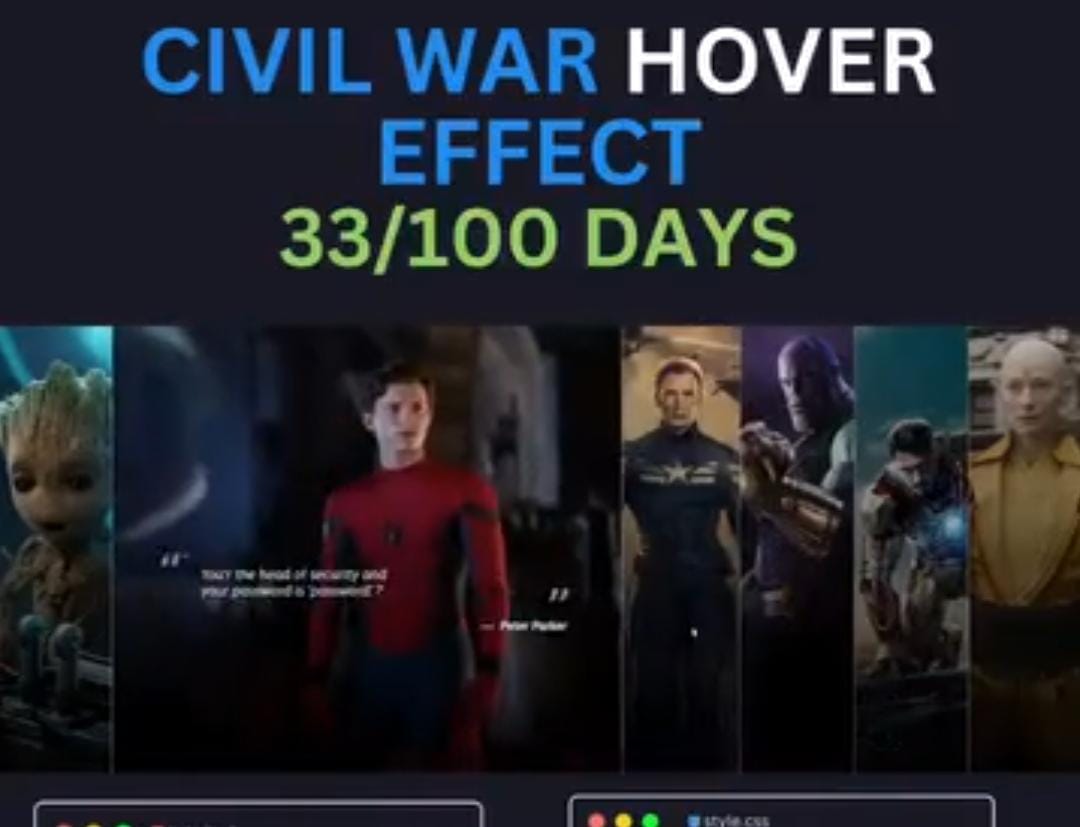 CIVIL WAR HOVER
EFFECT
33/100 DAYS
“
You'r the head of security and
your password is 'password'?
”
— Peter Parker
style.css